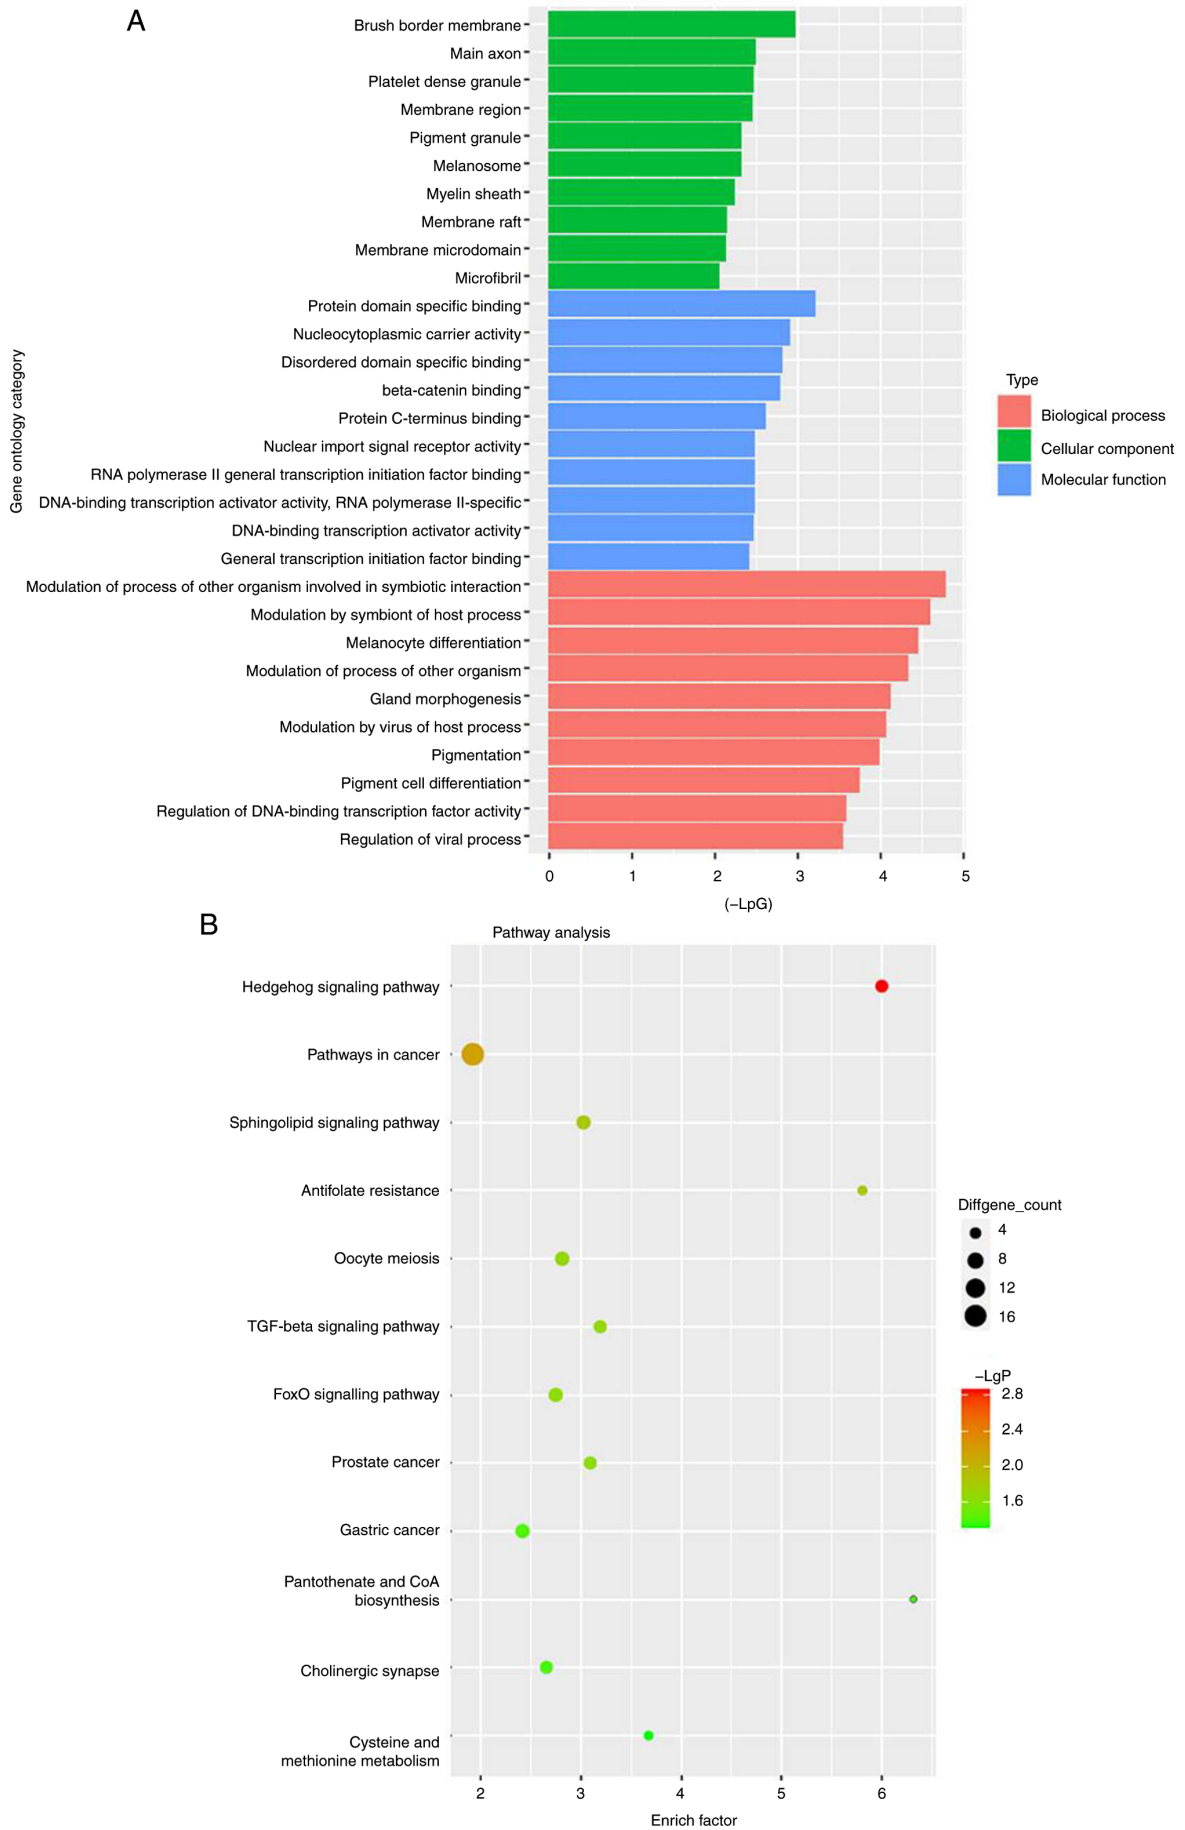 A
Brush border membrane
Main axon
Platelet dense granule
Membrane region
Pigment granule
Melanosome
Myelin sheath
Membrane raft
Membrane microdomain
Microfibril
Protein domain specific binding
Nucleocytoplasmic carrier activity
Disordered domain specific binding
beta-catenin binding
Protein C-terminus binding
Nuclear import signal receptor activity
RNA polymerase II general transcription initiation factor binding
DNA-binding transcription activator activity, RNA polymerase II-specific
DNA-binding transcription activator activity
General transcription initiation factor binding
Modulation of process of other organism involved in symbiotic interaction
Modulation by symbiont of host process
Melanocyte differentiation
Modulation of process of other organism
Gland morphogenesis
Modulation by virus of host process
Pigmentation
Pigment cell differentiation
Regulation of DNA-binding transcription factor activity
Regulation of viral process
Gene ontology category
0 1 2 3 4 5
(−LpG)
Type
Biological process
Cellular component
Molecular function
B
Pathway analysis
Hedgehog signaling pathway
Pathways in cancer
Sphingolipid signaling pathway
Antifolate resistance
Oocyte meiosis
TGF-beta signaling pathway
FoxO signalling pathway
Prostate cancer
Gastric cancer
Pantothenate and CoA
biosynthesis
Cholinergic synapse
Cysteine and
methionine metabolism
2 3 4 5 6
Enrich factor
Diffgene_count
4
8
12
16
−LgP
2.8
2.4
2.0
1.6